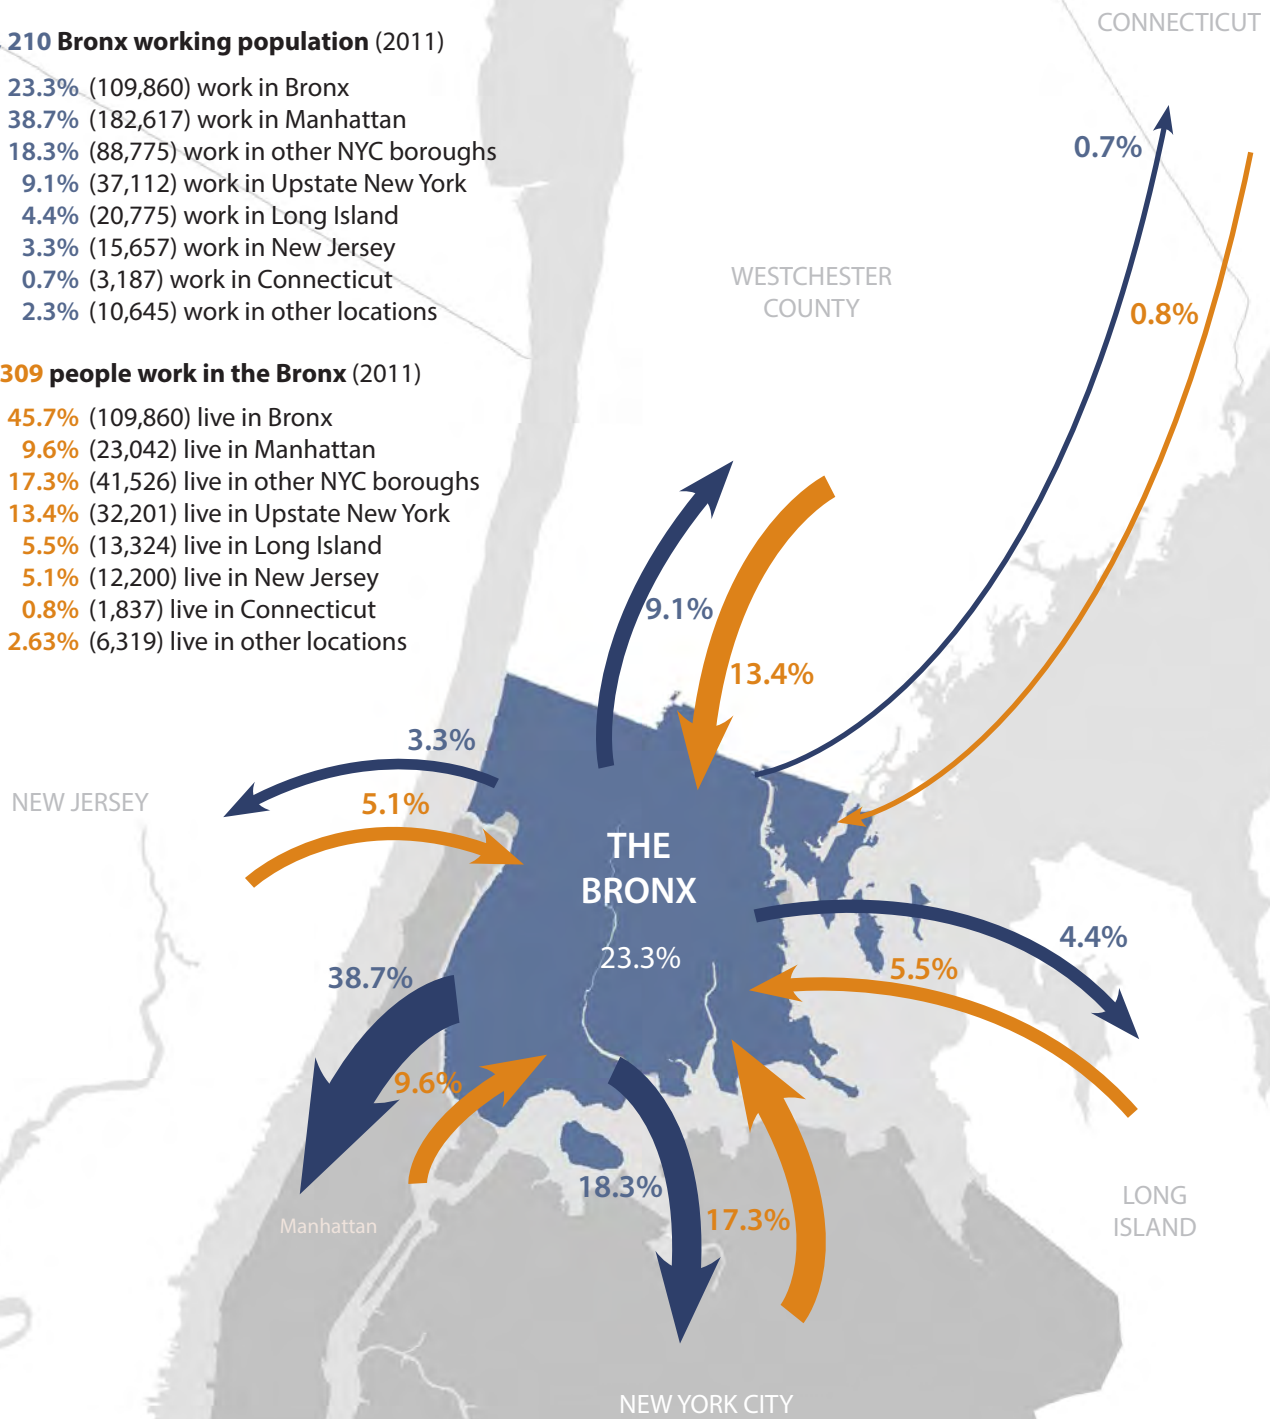 210 Bronx working population (2011)
23.3% (109,860) work in Bronx
38.7% (182,617) work in Manhattan
18.3% (88,775) work in other NYC boroughs
9.1% (37,112) work in Upstate New York
4.4% (20,775) work in Long Island
3.3% (15,657) work in New Jersey
0.7% (3,187) work in Connecticut
2.3% (10,645) work in other locations
309 people work in the Bronx (2011)
45.7% (109,860) live in Bronx
9.6% (23,042) live in Manhattan
17.3% (41,526) live in other NYC boroughs
13.4% (32,201) live in Upstate New York
5.5% (13,324) live in Long Island
5.1% (12,200) live in New Jersey
0.8% (1,837) live in Connecticut
2.63% (6,319) live in other locations
CONNECTICUT
0.7%
WESTCHESTER
COUNTY
0.8%
9.1%
13.4%
3.3%
NEW JERSEY
5.1%
THE
BRONX
23.3%
4.4%
5.5%
38.7%
9.6%
18.3%
17.3%
Manhattan
LONG
ISLAND
NEW YORK CITY